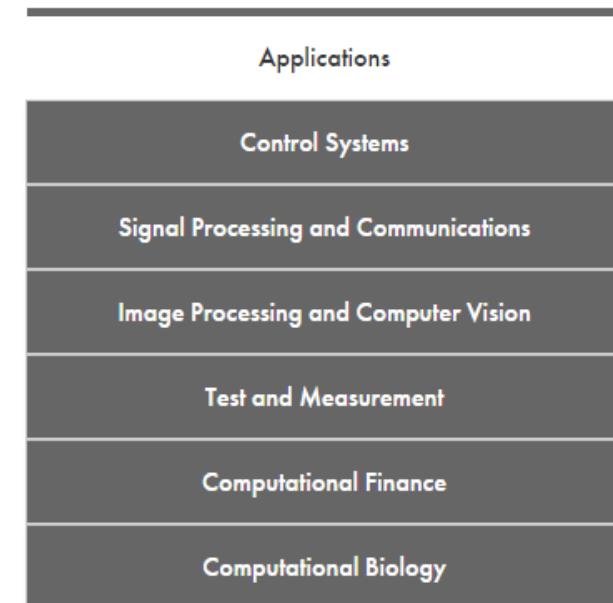 Applications
Control Systems
Signal Processing and Communications
Image Processing and Computer Vision
Test and Measurement
Computational Finance
Computational Biology